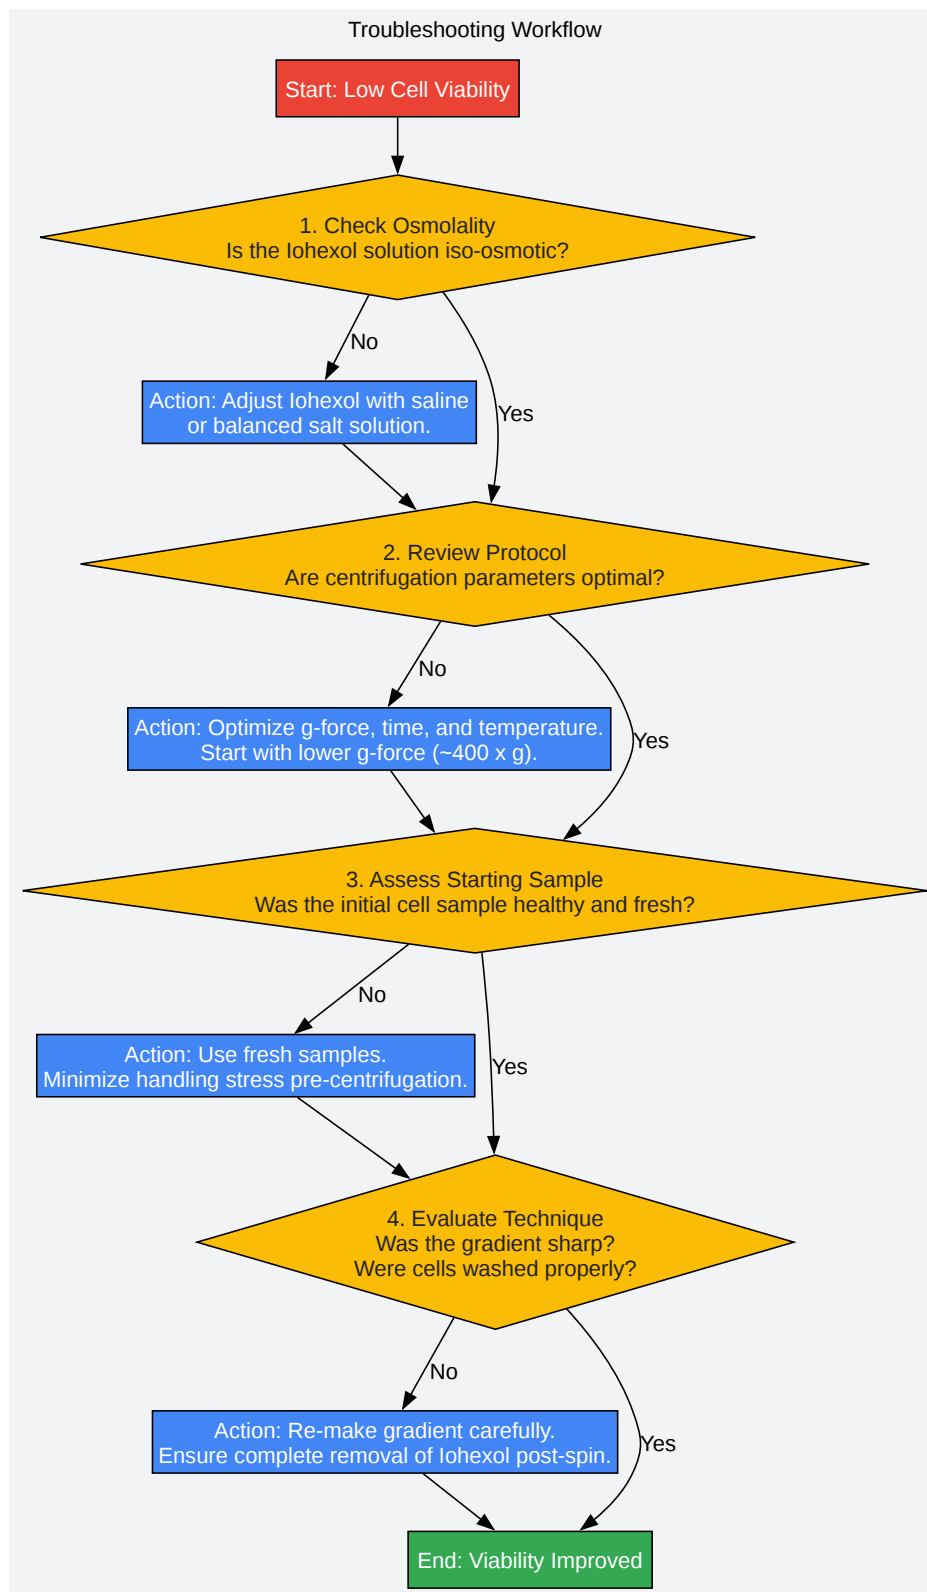 Troubleshooting Workflow
Start: Low Cell Viability
1. Check Osmolality
Is the Iohexol solution iso-osmotic?
No
Action: Adjust Iohexol with saline
or balanced salt solution.
Yes
2. Review Protocol
Are centrifugation parameters optimal?
No
Action: Optimize g-force, time, and temperature.
Start with lower g-force (~400 x g).
Yes
3. Assess Starting Sample
Was the initial cell sample healthy and fresh?
No
Action: Use fresh samples.
Minimize handling stress pre-centrifugation.
Yes
4. Evaluate Technique
Was the gradient sharp?
Were cells washed properly?
No
Action: Re-make gradient carefully.
Ensure complete removal of Iohexol post-spin.
Yes
End: Viability Improved